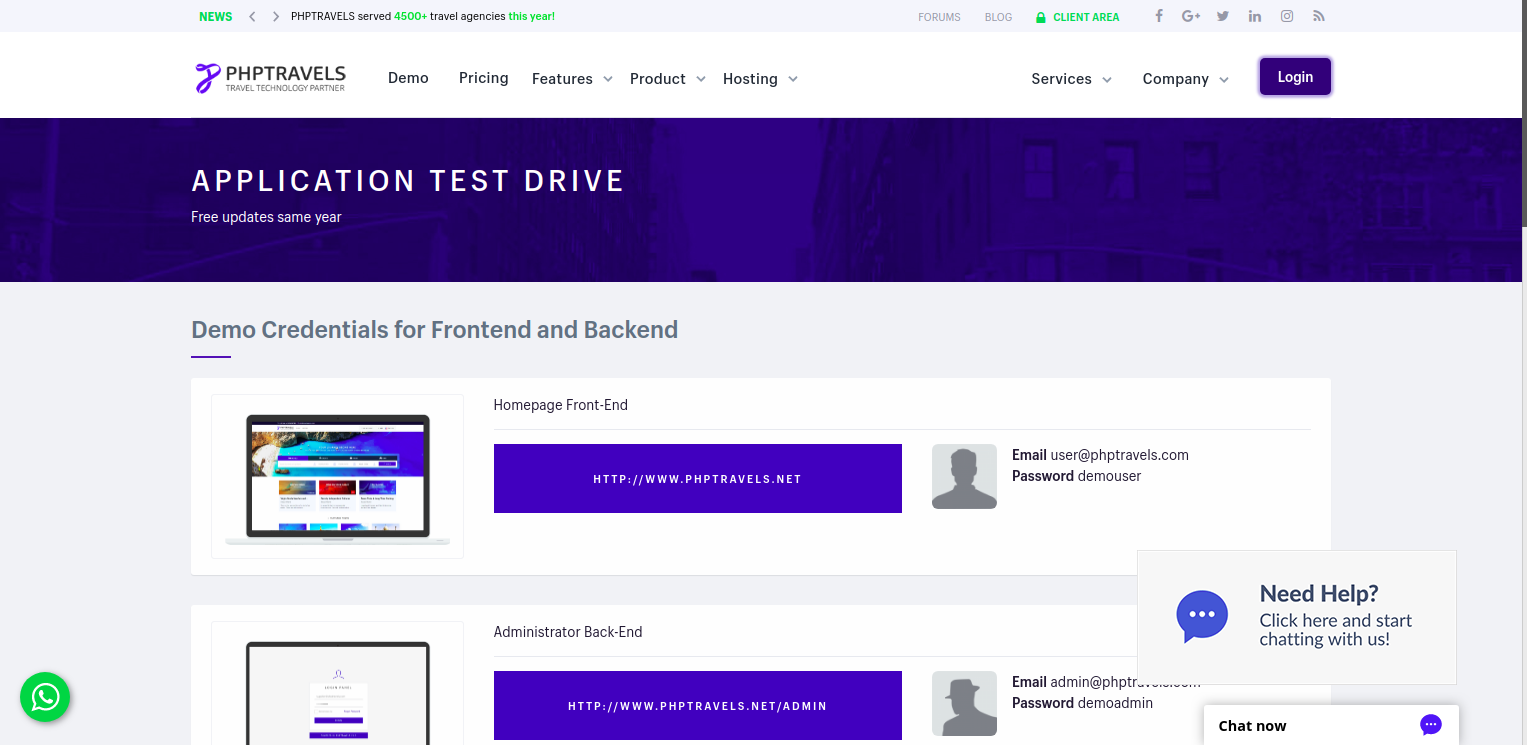 NEWS
PHPTRAVELS served 4500+ travel agencies this year!
FORUMS
BLOG
CLIENT AREA
PHPTRAVELS
TRAVEL TECHNOLOGY PARTNER
Demo
Pricing
Features
Product
Hosting
Services
Company
Login
APPLICATION TEST DRIVE
Free updates same year
Demo Credentials for Frontend and Backend
Homepage Front-End
HTTP://WWW.PHPTRAVELS.NET
Email user@phptravels.com
Password demouser
Need Help?
Click here and start
chatting with us!
Administrator Back-End
HTTP://WWW.PHPTRAVELS.NET/ADMIN
Email admin@phptravels.com
Password demoadmin
Chat now